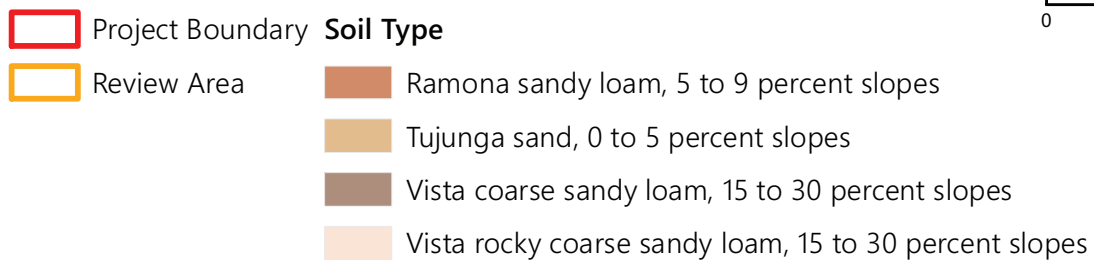 Project Boundary
Review Area
Soil Type
Ramona sandy loam, 5 to 9 percent slopes
Tujunga sand, 0 to 5 percent slopes
Vista coarse sandy loam, 15 to 30 percent slopes
Vista rocky coarse sandy loam, 15 to 30 percent slopes
0